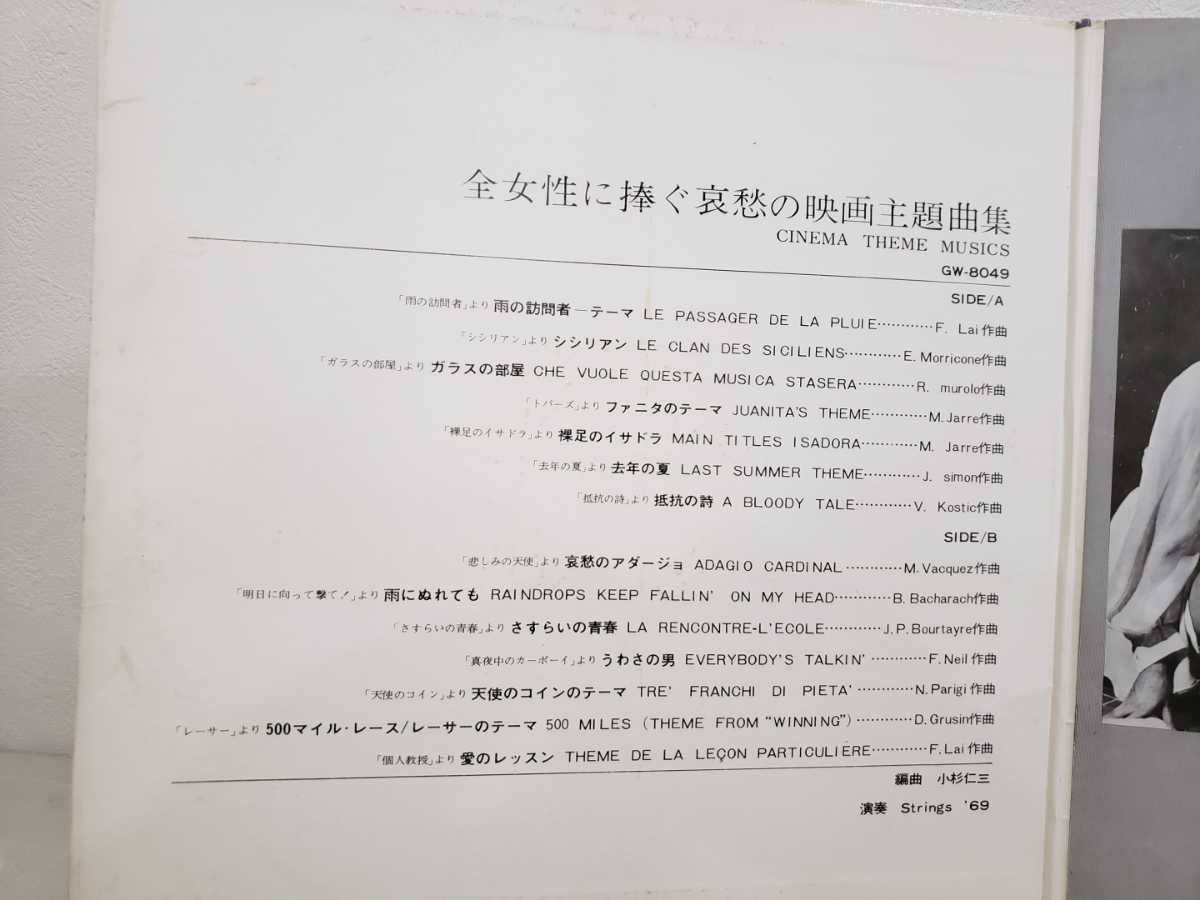 全女性に捧ぐ哀愁の映画主題曲集
CINEMA THEME MUSICS
GW-8049
SIDE/A
「雨の訪問者」より 雨の訪問者―テーマ LE PASSAGER DE LA PLUIE…………F. Lai作曲
「シシリアン」より シシリアン LE CLAN DES SICILIENS…………E. Morricone作曲
「ガラスの部屋」より ガラスの部屋 CHE VUOLE QUESTA MUSICA STASERA…………R. murolo作曲
「トパーズ」より ファニタのテーマ JUANITA'S THEME…………M. Jarre作曲
「裸足のイサドラ」より 裸足のイサドラ MAIN TITLES ISADORA…………M. Jarre作曲
「去年の夏」より 去年の夏 LAST SUMMER THEME…………J. simon作曲
「抵抗の詩」より 抵抗の詩 A BLOODY TALE…………V. Kostic作曲
SIDE/B
「悲しみの天使」より 哀愁のアダージョ ADAGIO CARDINAL …………M. Vacquez作曲
「明日に向って撃て！」より 雨にぬれても RAINDROPS KEEP FALLIN' ON MY HEAD…………B. Bacharach作曲
「さすらいの青春」より さすらいの青春 LA RENCONTRE-L'ECOLE…………J. P. Bourtayre作曲
「真夜中のカーボーイ」より うわさの男 EVERYBODY'S TALKIN' …………F. Neil作曲
「天使のコイン」より 天使のコインのテーマ TRE' FRANCHI DI PIETA' …………N. Parigi作曲
「レーサー」より 500マイル・レース/レーサーのテーマ 500 MILES (THEME FROM “WINNING”) …………D. Grusin作曲
「個人教授」より 愛のレッスン THEME DE LA LEÇON PARTICULIERE…………F. Lai作曲
編曲 小杉仁三
演奏 Strings '69